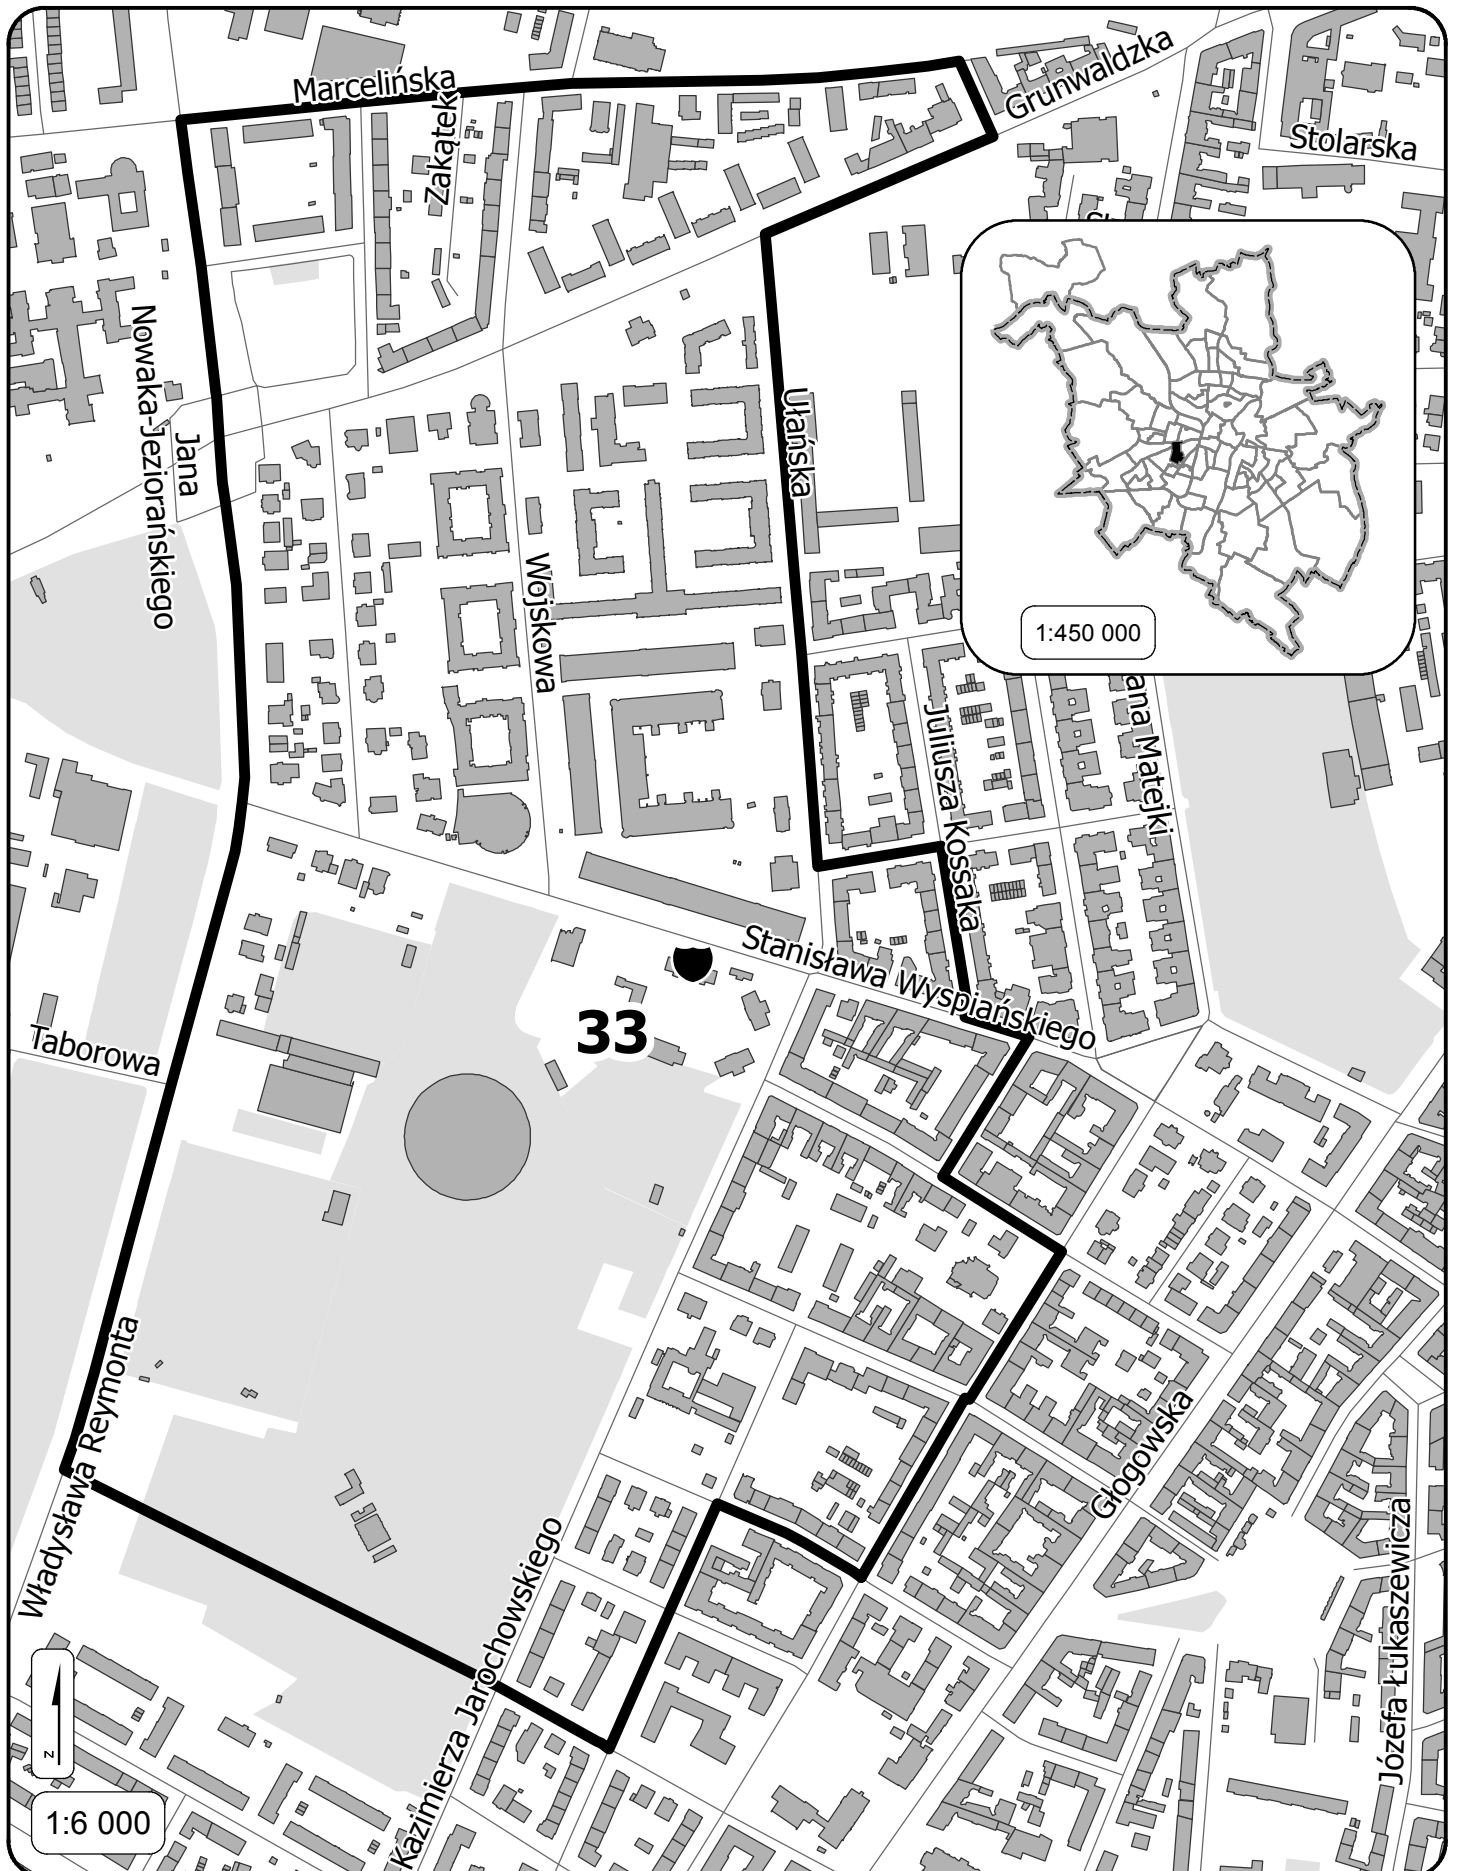 Marcelińska
Grunwaldzka
Zakątek
Stolarska
1:450 000
Nowaka-Jeziorańskiego
Jana
Ułańska
Wojskowa
Juliusza Kossaka
ana Matejki
Stanisława Wyspiańskiego
33
Taborowa
Władysława Reymonta
Głogowska
Kazimierza Jarochowskiego
Józefa Łukaszewicza
z
1:6 000